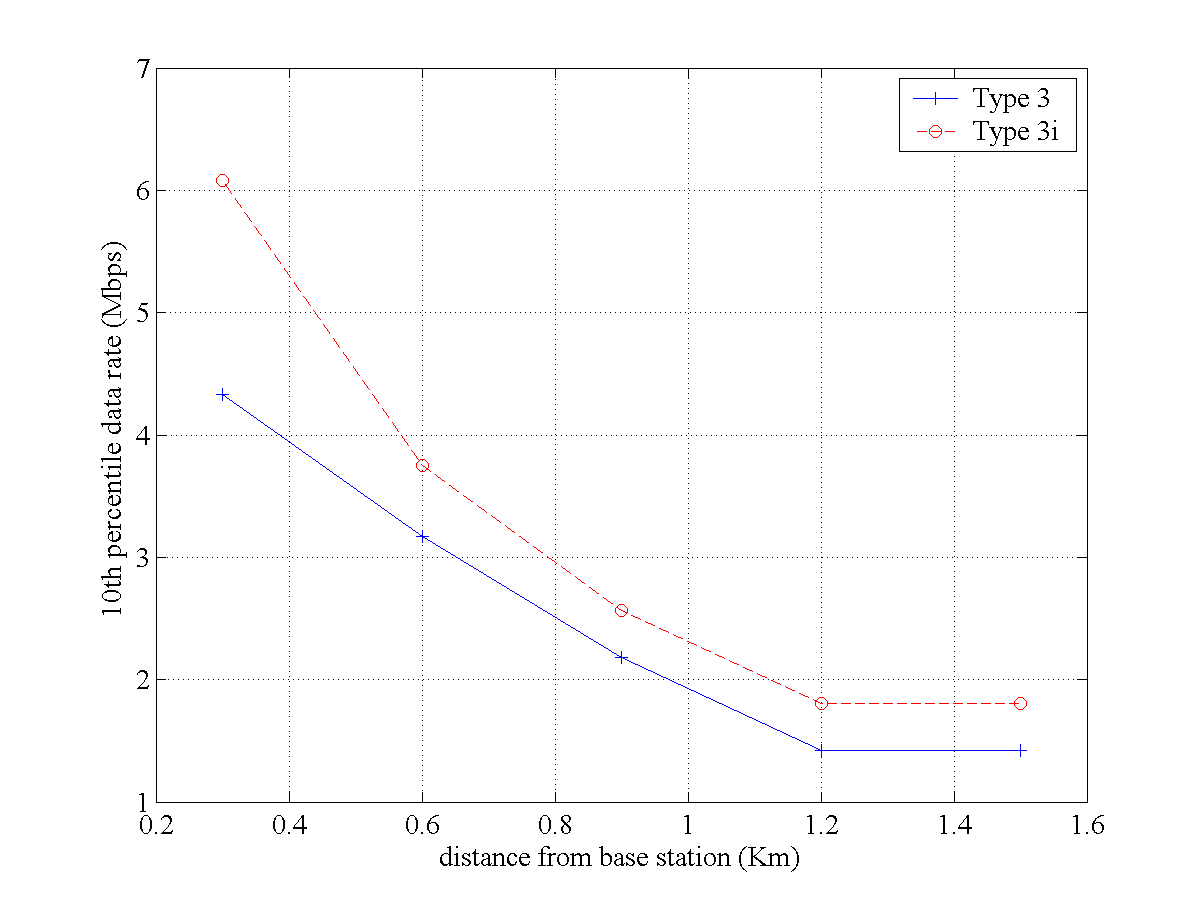 7
6
5
4
3
2
1
0.2 0.4 0.6 0.8 1 1.2 1.4 1.6
distance from base station (Km)
10th percentile data rate (Mbps)
Type 3
Type 3i